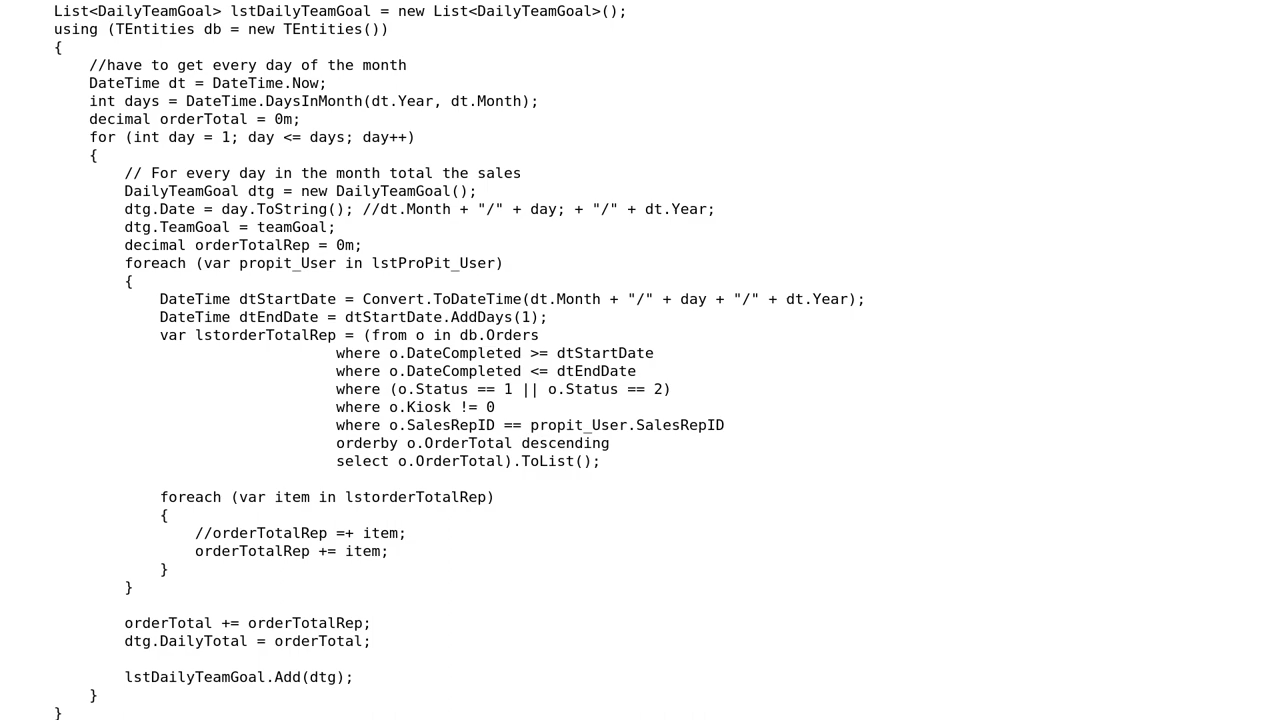 List<DailyTeamGoal> lstDailyTeamGoal = new List<DailyTeamGoal>();
using (TEntities db = new TEntities())
{
    //have to get every day of the month
    DateTime dt = DateTime.Now;
    int days = DateTime.DaysInMonth(dt.Year, dt.Month);
    decimal orderTotal = 0m;
    for (int day = 1; day <= days; day++)
    {
        // For every day in the month total the sales
        DailyTeamGoal dtg = new DailyTeamGoal();
        dtg.Date = day.ToString(); //dt.Month + "/" + day; + "/" + dt.Year;
        dtg.TeamGoal = teamGoal;
        decimal orderTotalRep = 0m;
        foreach (var propit_User in lstProPit_User)
        {
            DateTime dtStartDate = Convert.ToDateTime(dt.Month + "/" + day + "/" + dt.Year);
            DateTime dtEndDate = dtStartDate.AddDays(1);
            var lstorderTotalRep = (from o in db.Orders
                                where o.DateCompleted >= dtStartDate
                                where o.DateCompleted <= dtEndDate
                                where (o.Status == 1 || o.Status == 2)
                                where o.Kiosk != 0
                                where o.SalesRepID == propit_User.SalesRepID
                                orderby o.OrderTotal descending
                                select o.OrderTotal).ToList();

            foreach (var item in lstorderTotalRep)
            {
                //orderTotalRep =+ item;
                orderTotalRep += item;
            }
        }

        orderTotal += orderTotalRep;
        dtg.DailyTotal = orderTotal;

        lstDailyTeamGoal.Add(dtg);
    }
}